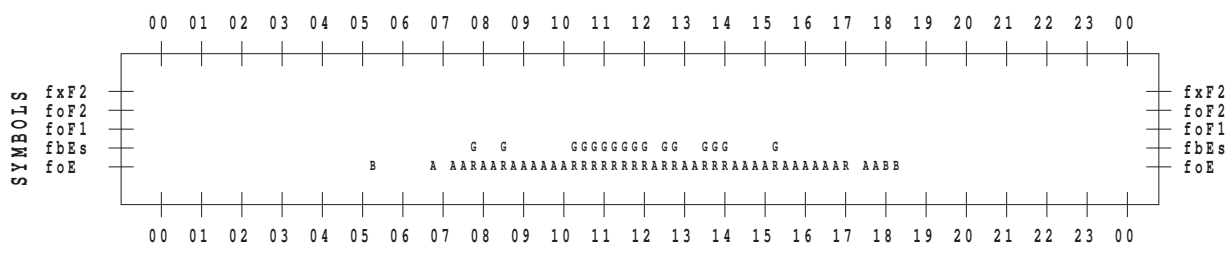 00 01 02 03 04 05 06 07 08 09 10 11 12 13 14 15 16 17 18 19 20 21 22 23 00
SYMBOLS
fxF2 fxF2
foF2 foF2
foF1 foF1
fbEs G G GGGGGGGG GG GGG G fbEs
foE B A AARAARAAAAAARRRRRRRRARRAARRRAAAARAAAAAAR AABB foE
00 01 02 03 04 05 06 07 08 09 10 11 12 13 14 15 16 17 18 19 20 21 22 23 00